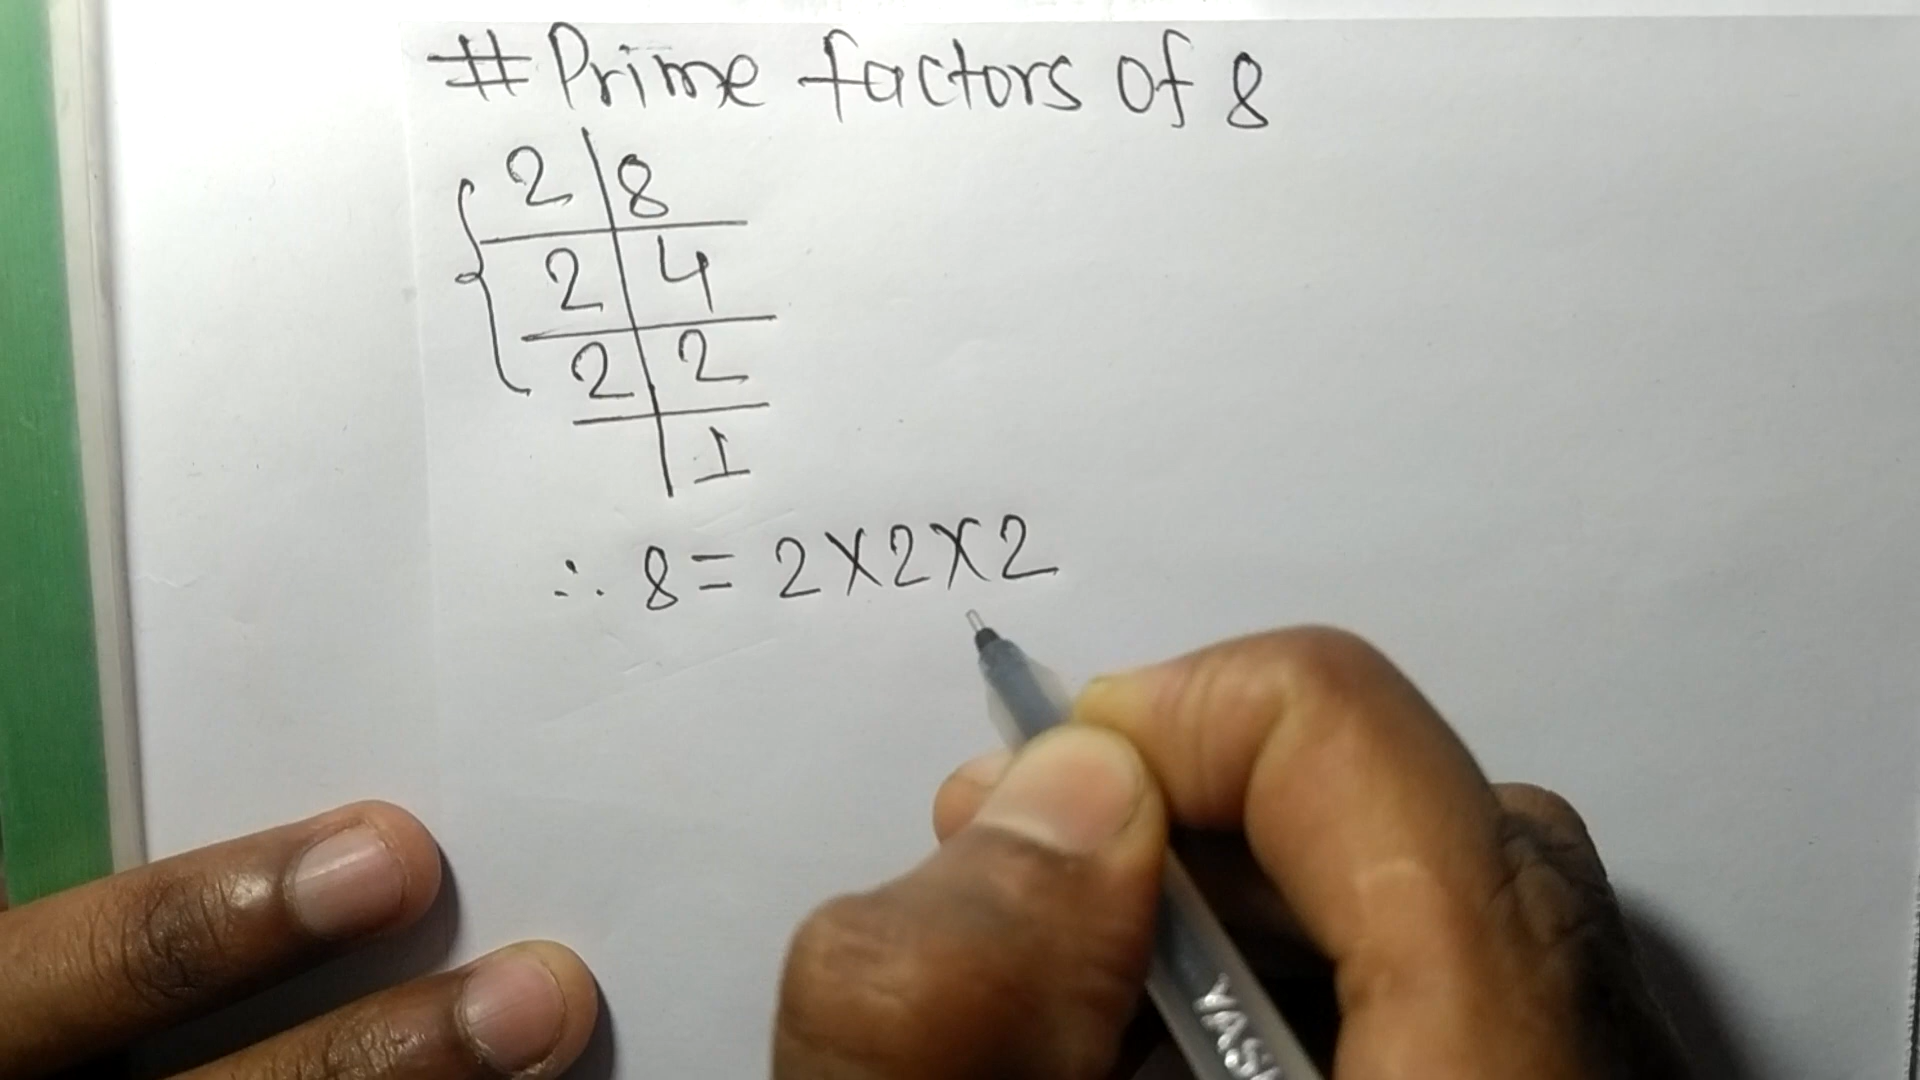 # Prime factors of 8
2 | 8
2 | 4
2 | 2
| 1
∴ 8 = 2×2×2